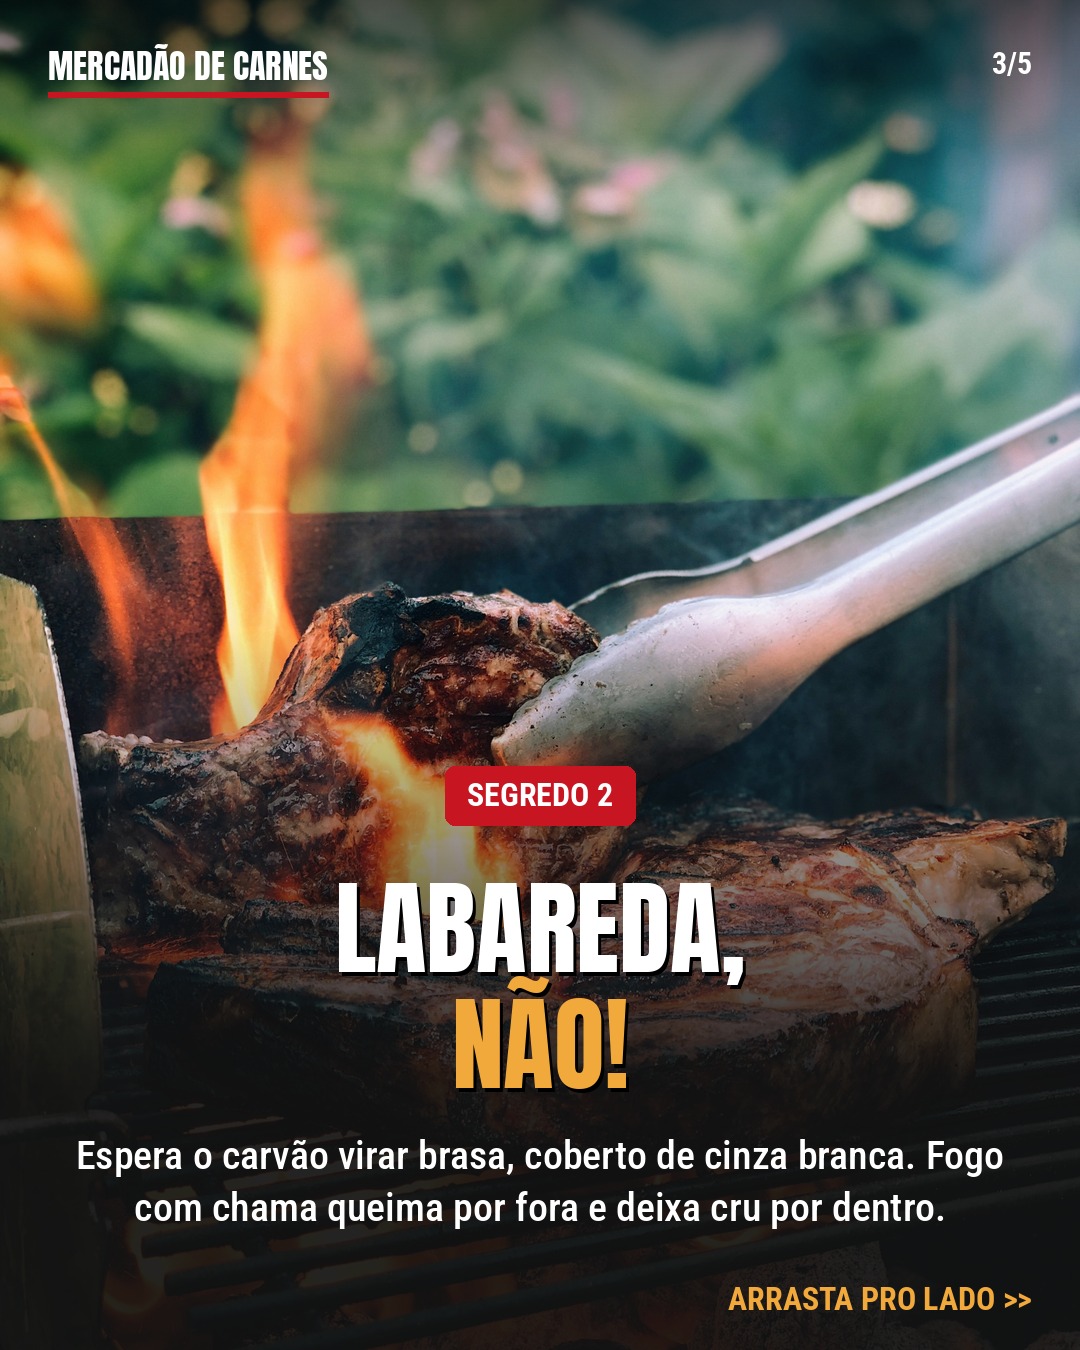 MERCADÃO DE CARNES
3/5
SEGREDO 2
LABAREDA,
NÃO!
Espera o carvão virar brasa, coberto de cinza branca. Fogo
com chama queima por fora e deixa cru por dentro.
ARRASTA PRO LADO >>